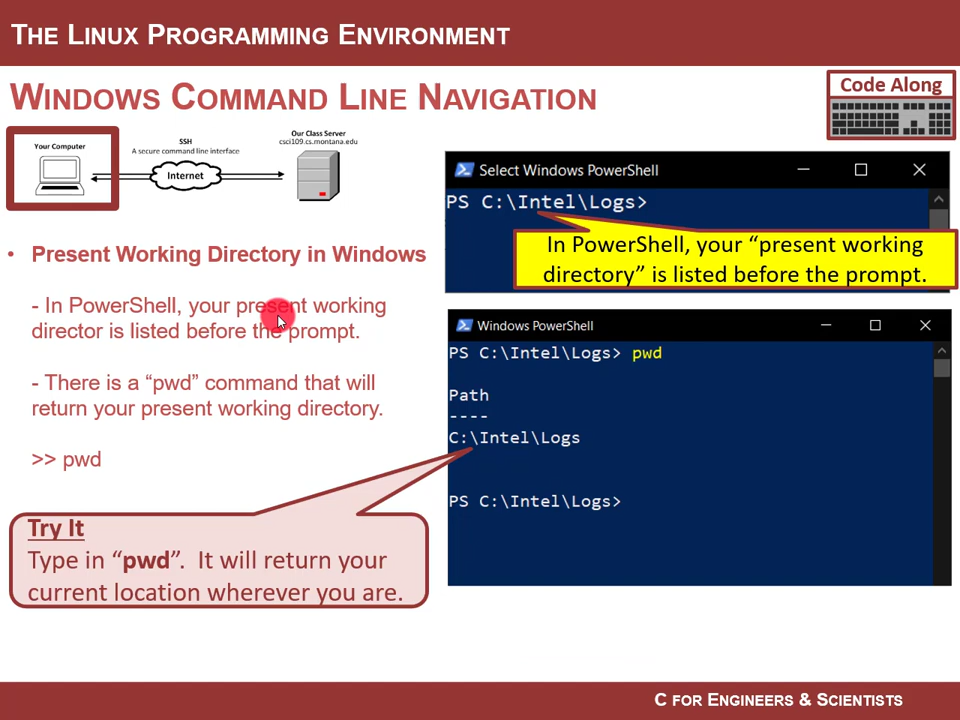 THE LINUX PROGRAMMING ENVIRONMENT
WINDOWS COMMAND LINE NAVIGATION
Code Along
Your Computer
SSH
A secure command line interface
Internet
Our Class Server
csci109.cs.montana.edu
• Present Working Directory in Windows
- In PowerShell, your present working
director is listed before the prompt.
- There is a “pwd” command that will
return your present working directory.
>> pwd
Try It
Type in “pwd”. It will return your
current location wherever you are.
Select Windows PowerShell
PS C:\Intel\Logs>
In PowerShell, your “present working
directory” is listed before the prompt.
Windows PowerShell
PS C:\Intel\Logs> pwd
Path
----
C:\Intel\Logs
PS C:\Intel\Logs>
C FOR ENGINEERS & SCIENTISTS